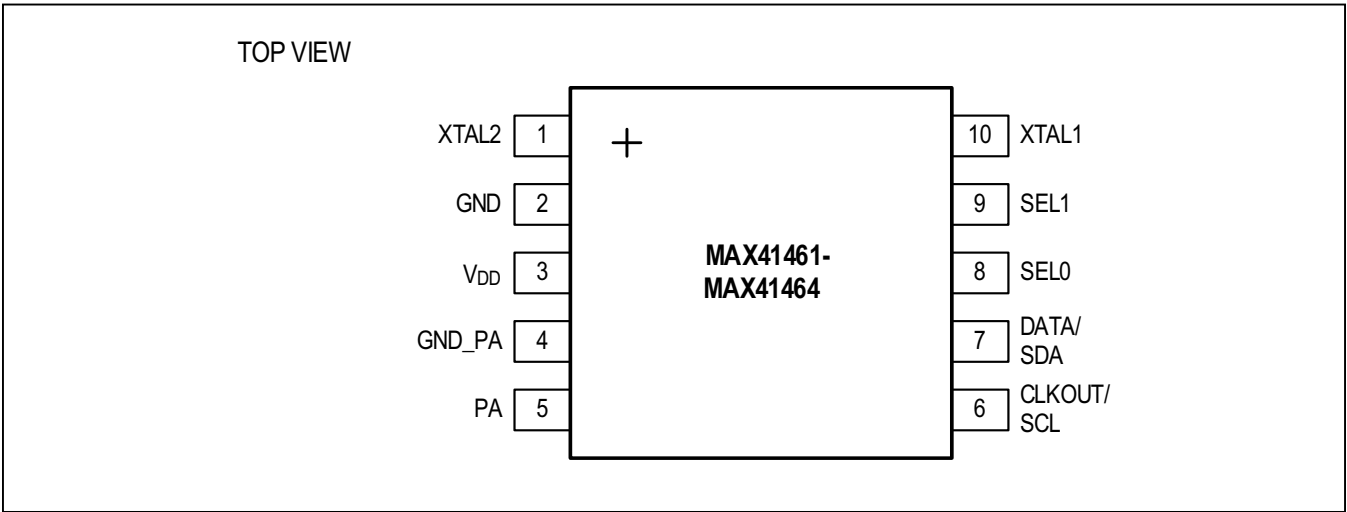 TOP VIEW
XTAL2 1
GND 2
VDD 3
GND_PA 4
PA 5
MAX41461-
MAX41464
10 XTAL1
9 SEL1
8 SEL0
7 DATA/
SDA
6 CLKOUT/
SCL